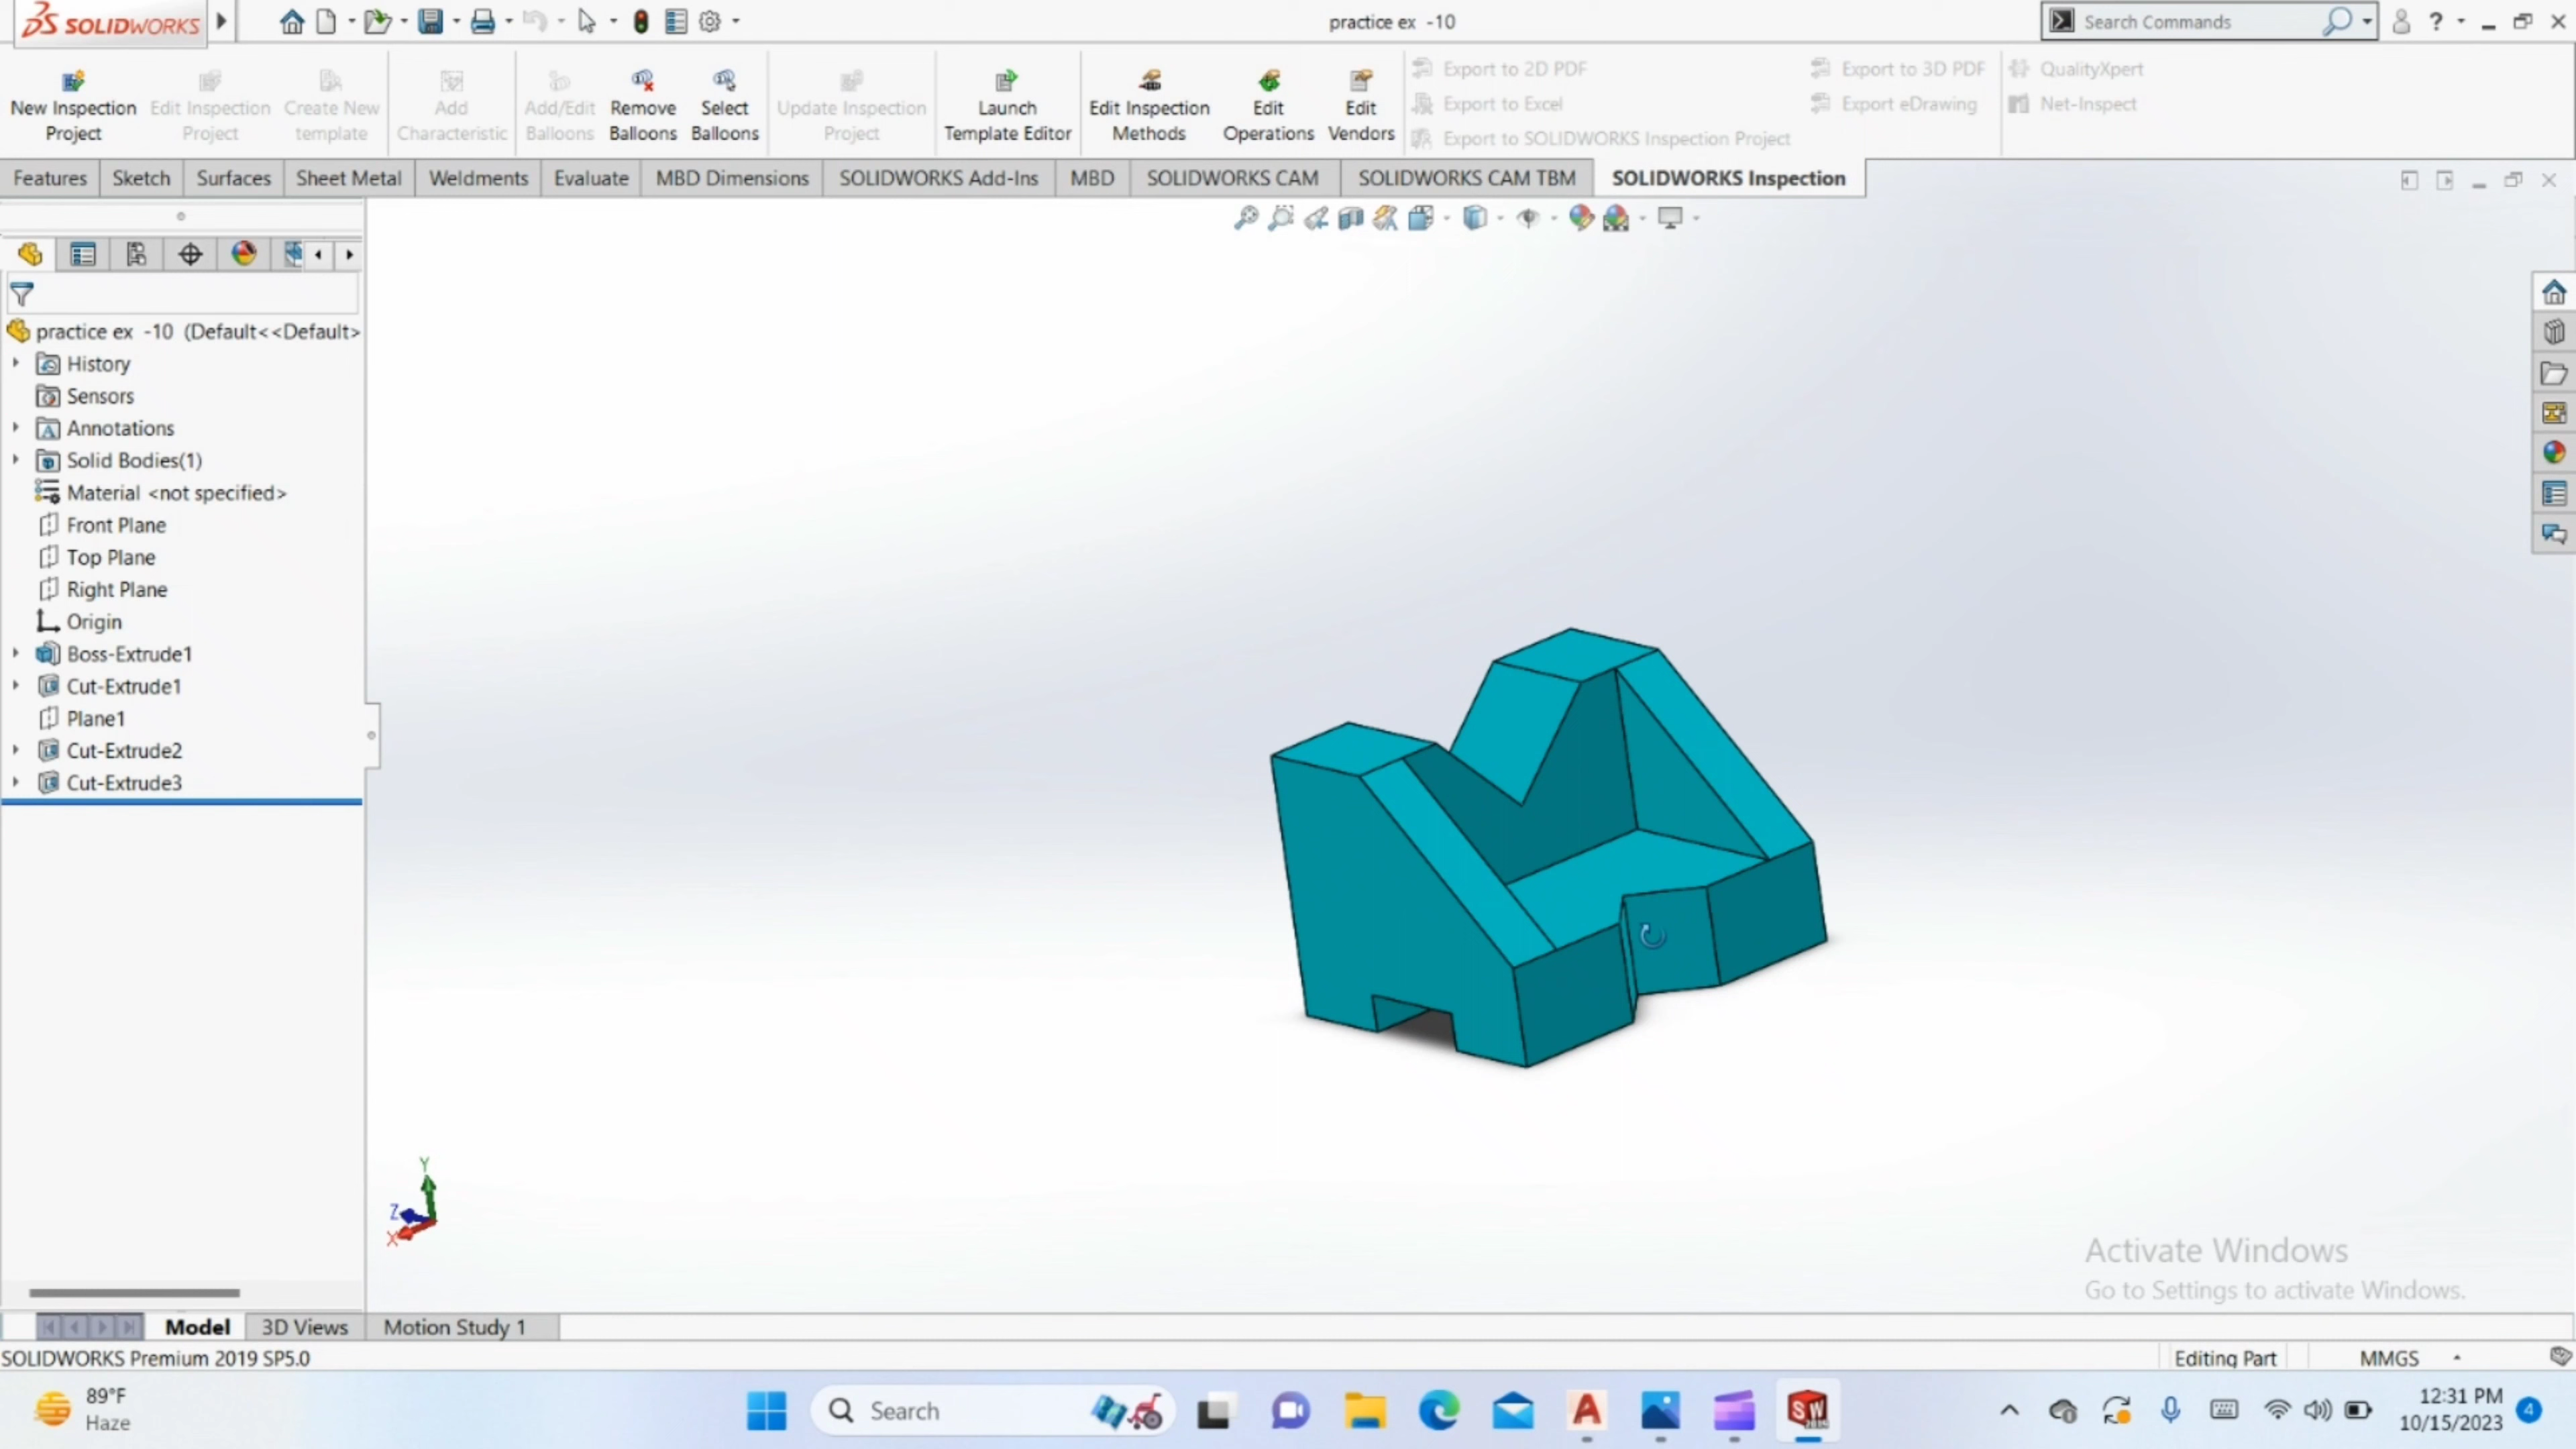 SOLIDWORKS
practice ex -10
Search Commands
?
New Inspection
Project
Edit Inspection
Project
Create New
template
Add
Characteristic
Add/Edit
Balloons
Remove
Balloons
Select
Balloons
Update Inspection
Project
Launch
Template Editor
Edit Inspection
Methods
Edit
Operations
Edit
Vendors
Export to 2D PDF
Export to Excel
Export to SOLIDWORKS Inspection Project
Export to 3D PDF
Export eDrawing
QualityXpert
Net-Inspect
Features
Sketch
Surfaces
Sheet Metal
Weldments
Evaluate
MBD Dimensions
SOLIDWORKS Add-Ins
MBD
SOLIDWORKS CAM
SOLIDWORKS CAM TBM
SOLIDWORKS Inspection
practice ex -10 (Default<<Default>
History
Sensors
Annotations
Solid Bodies(1)
Material <not specified>
Front Plane
Top Plane
Right Plane
Origin
Boss-Extrude1
Cut-Extrude1
Plane1
Cut-Extrude2
Cut-Extrude3
Y
Z
X
Activate Windows
Go to Settings to activate Windows.
Model
3D Views
Motion Study 1
SOLIDWORKS Premium 2019 SP5.0
Editing Part
MMGS
89°F
Haze
Search
A
SW
2019
12:31 PM
10/15/2023
4